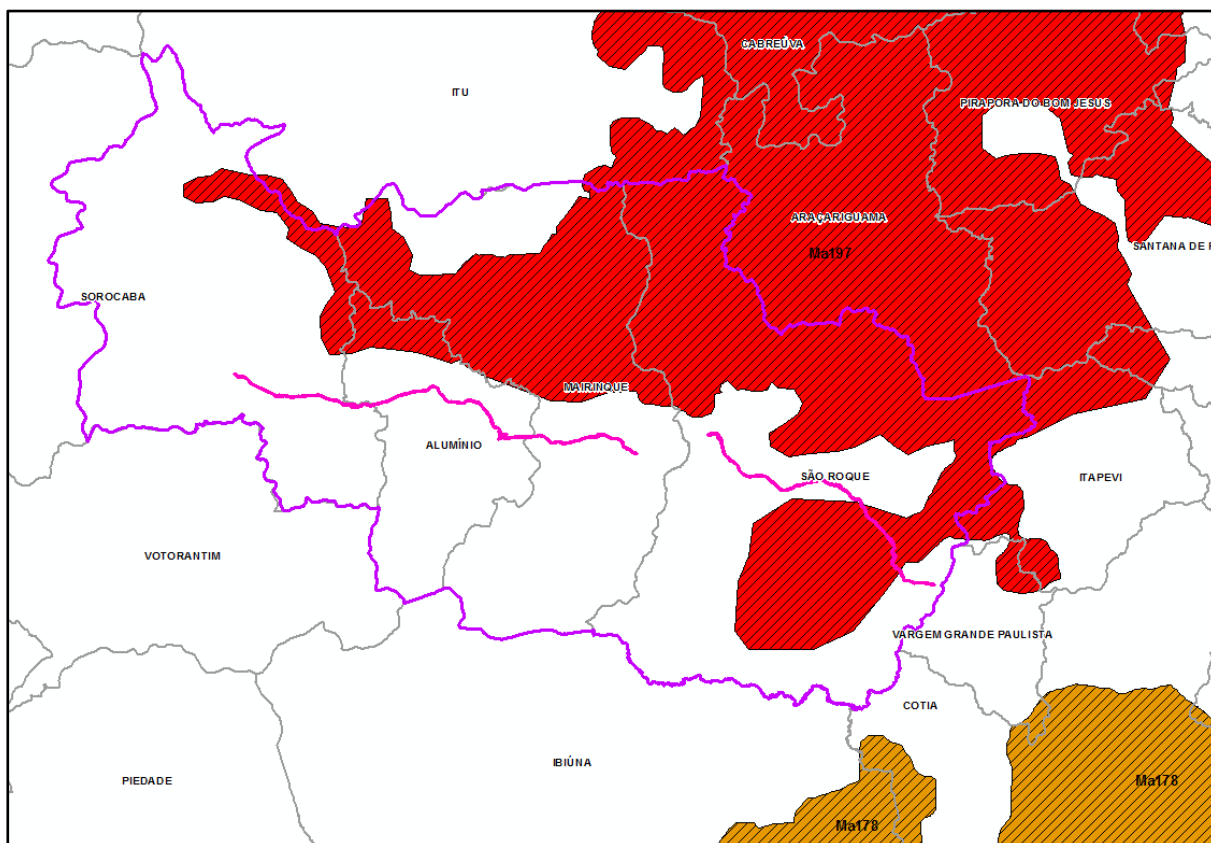 CABREÚVA
ITU
PIRAPORA DO BOM JESUS
ARAÇARIGUAMA
Ma197
SANTANA DE P
SOROCABA
MAIRINQUE
ALUMÍNIO
SÃO ROQUE
ITAPEVI
VOTORANTIM
VARGEM GRANDE PAULISTA
COTIA
IBIÚNA
PIEDADE
Ma178
Ma178